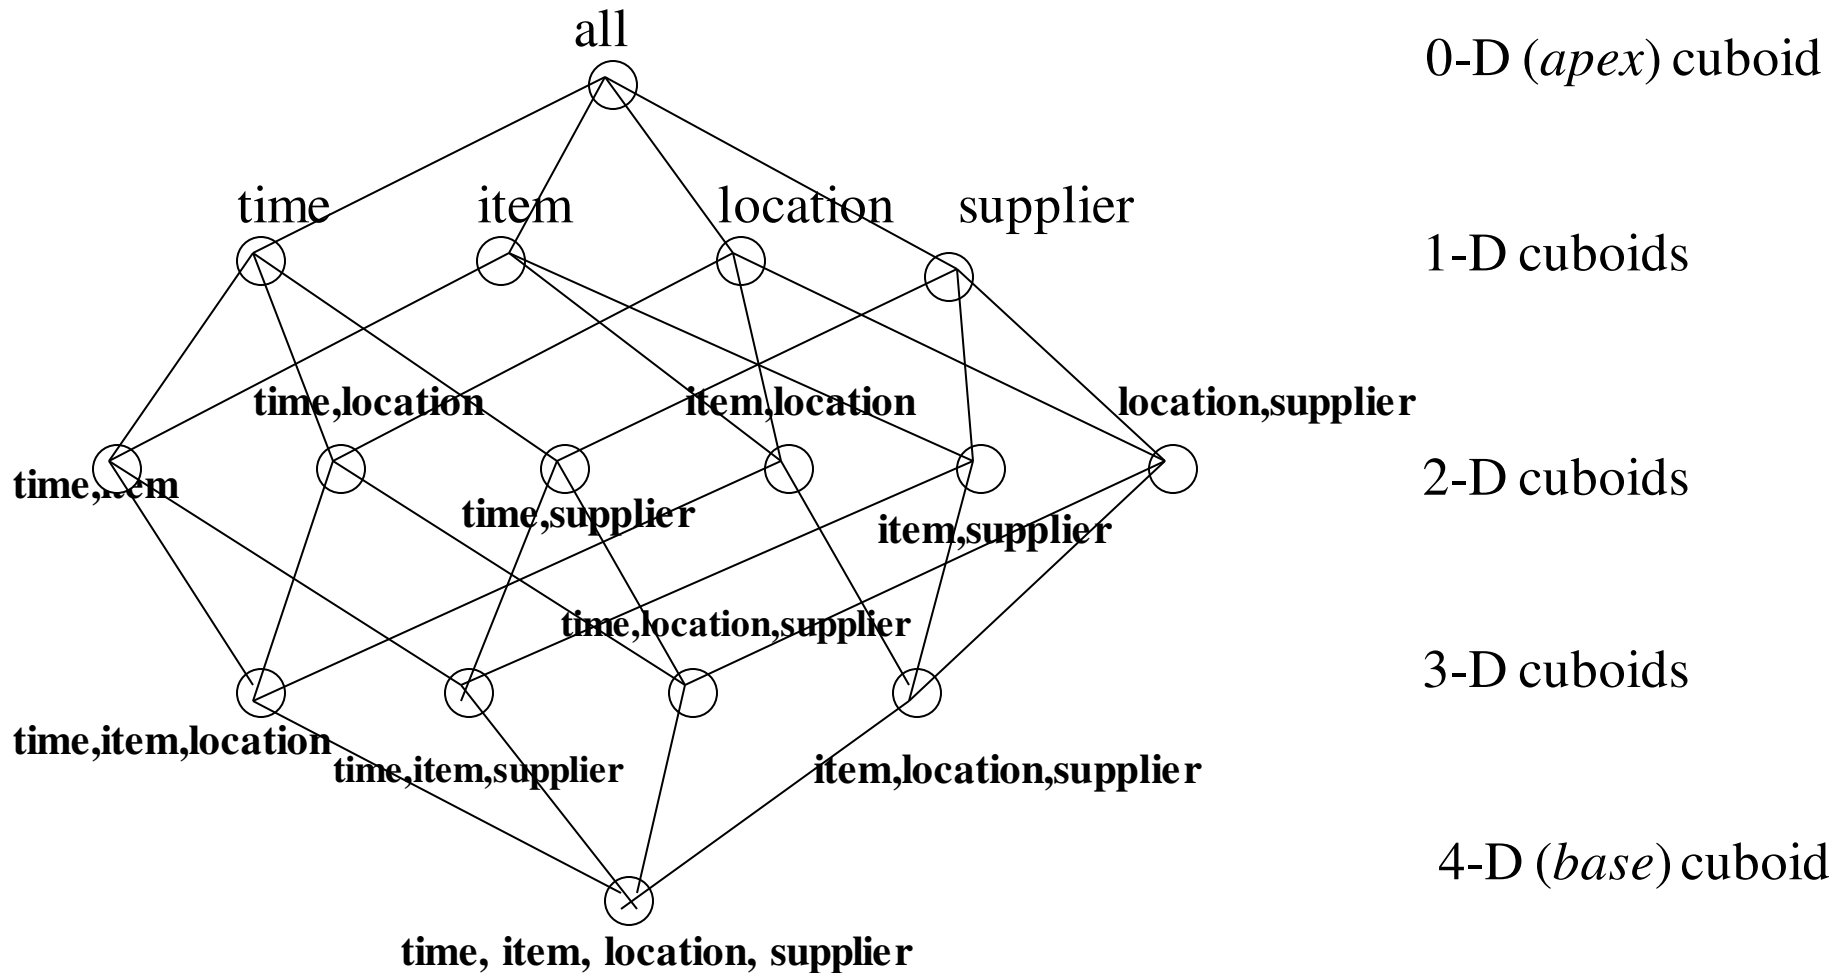 all
0-D (apex) cuboid
time
item
location
supplier
1-D cuboids
time,location
item,location
location,supplier
time,item
2-D cuboids
time,supplier
item,supplier
time,location,supplier
3-D cuboids
time,item,location
time,item,supplier
item,location,supplier
4-D (base) cuboid
time, item, location, supplier